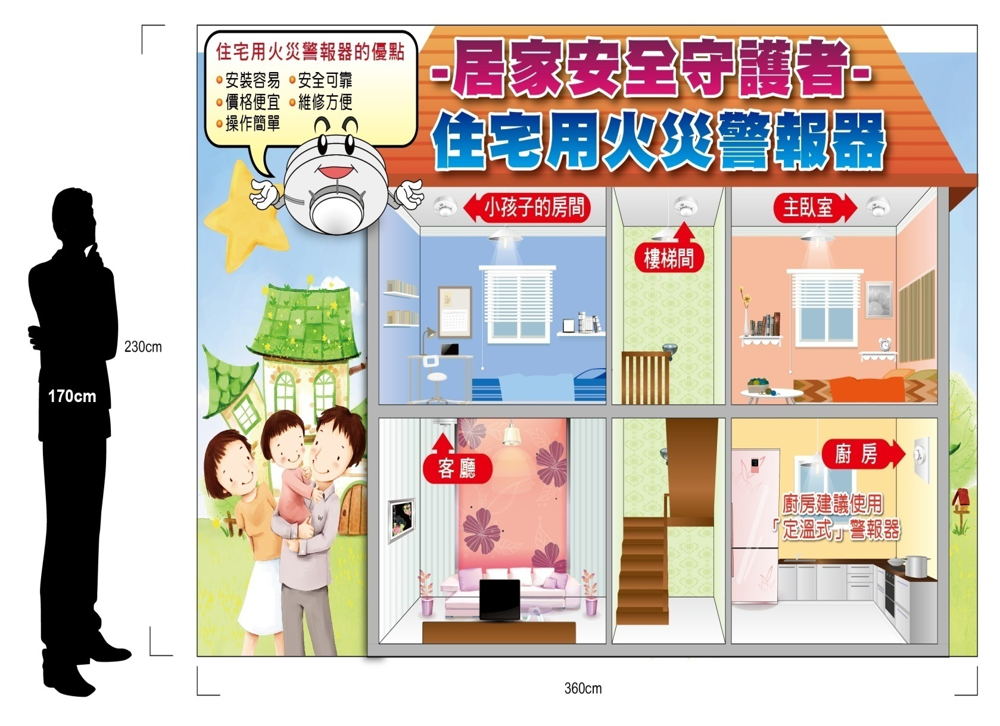 住宅用火災警報器的優點
•安裝容易 •安全可靠
•價格便宜 •維修方便
•操作簡單
-居家安全守護者-
住宅用火災警報器
小孩子的房間
樓梯間
主臥室
客廳
廚房
廚房建議使用
「定溫式」警報器
230cm
170cm
360cm
W